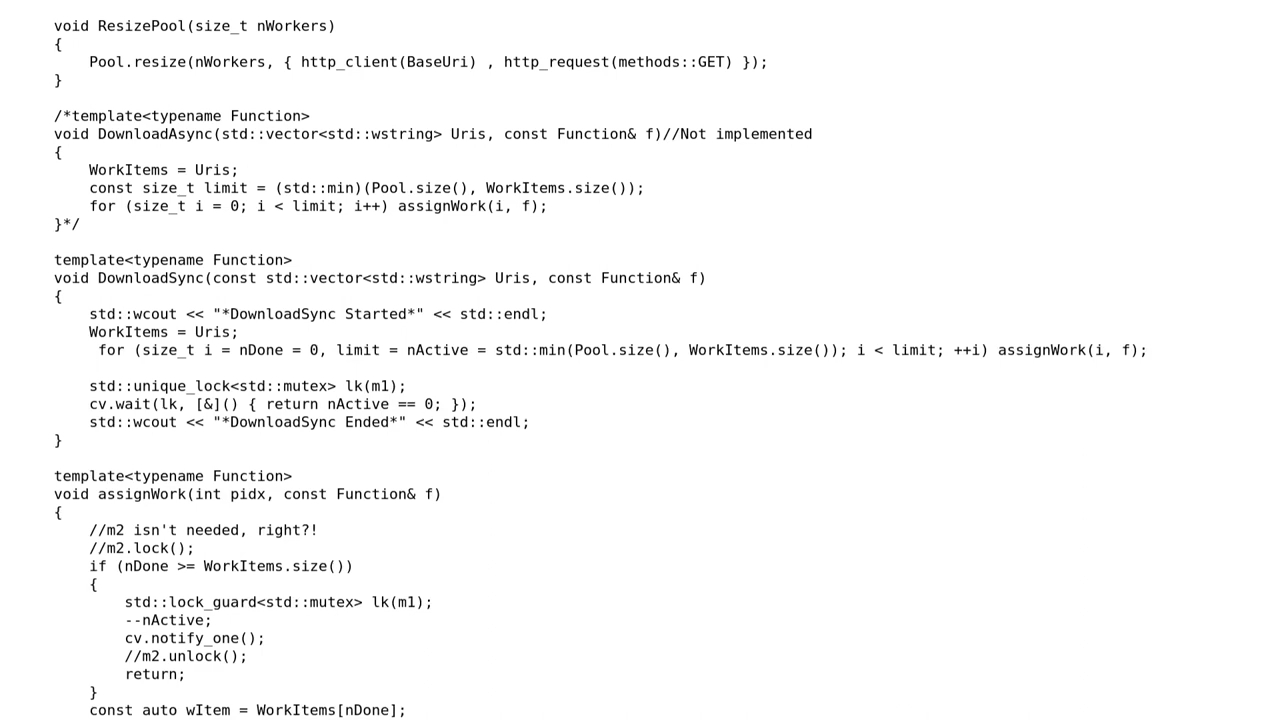 void ResizePool(size_t nWorkers)
{
    Pool.resize(nWorkers, { http_client(BaseUri) , http_request(methods::GET) });
}

/*template<typename Function>
void DownloadAsync(std::vector<std::wstring> Uris, const Function& f)//Not implemented
{
    WorkItems = Uris;
    const size_t limit = (std::min)(Pool.size(), WorkItems.size());
    for (size_t i = 0; i < limit; i++) assignWork(i, f);
}*/

template<typename Function>
void DownloadSync(const std::vector<std::wstring> Uris, const Function& f)
{
    std::wcout << "*DownloadSync Started*" << std::endl;
    WorkItems = Uris;
     for (size_t i = nDone = 0, limit = nActive = std::min(Pool.size(), WorkItems.size()); i < limit; ++i) assignWork(i, f);

    std::unique_lock<std::mutex> lk(m1);
    cv.wait(lk, [&]() { return nActive == 0; });
    std::wcout << "*DownloadSync Ended*" << std::endl;
}

template<typename Function>
void assignWork(int pidx, const Function& f)
{
    //m2 isn't needed, right?!
    //m2.lock();
    if (nDone >= WorkItems.size())
    {
        std::lock_guard<std::mutex> lk(m1);
        --nActive;
        cv.notify_one();
        //m2.unlock();
        return;
    }
    const auto wItem = WorkItems[nDone];